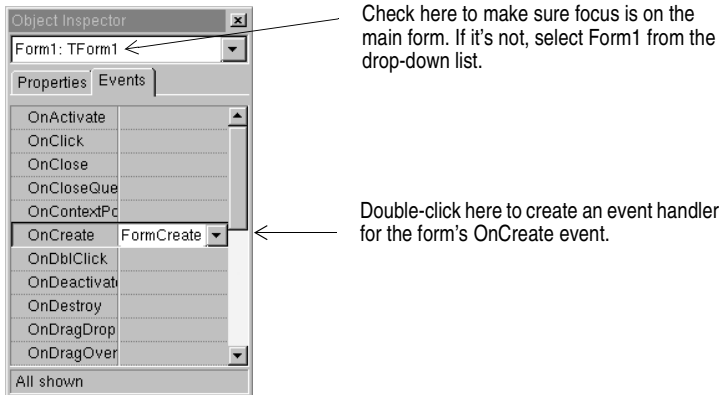 Object Inspector
Form1: TForm1
Properties Events
OnActivate
OnClick
OnClose
OnCloseQue
OnContextPo
OnCreate FormCreate
OnDblClick
OnDeactivate
OnDestroy
OnDragDrop
OnDragOver
All shown
Check here to make sure focus is on the
main form. If it's not, select Form1 from the
drop-down list.
Double-click here to create an event handler
for the form's OnCreate event.